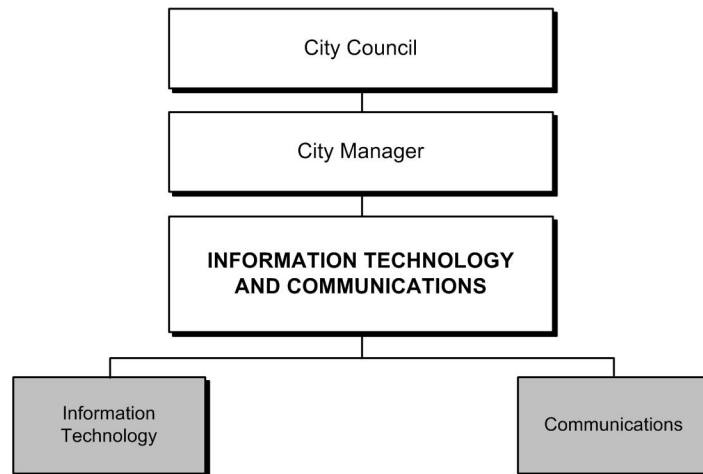 City Council
City Manager
INFORMATION TECHNOLOGY
AND COMMUNICATIONS
Information
Technology
Communications